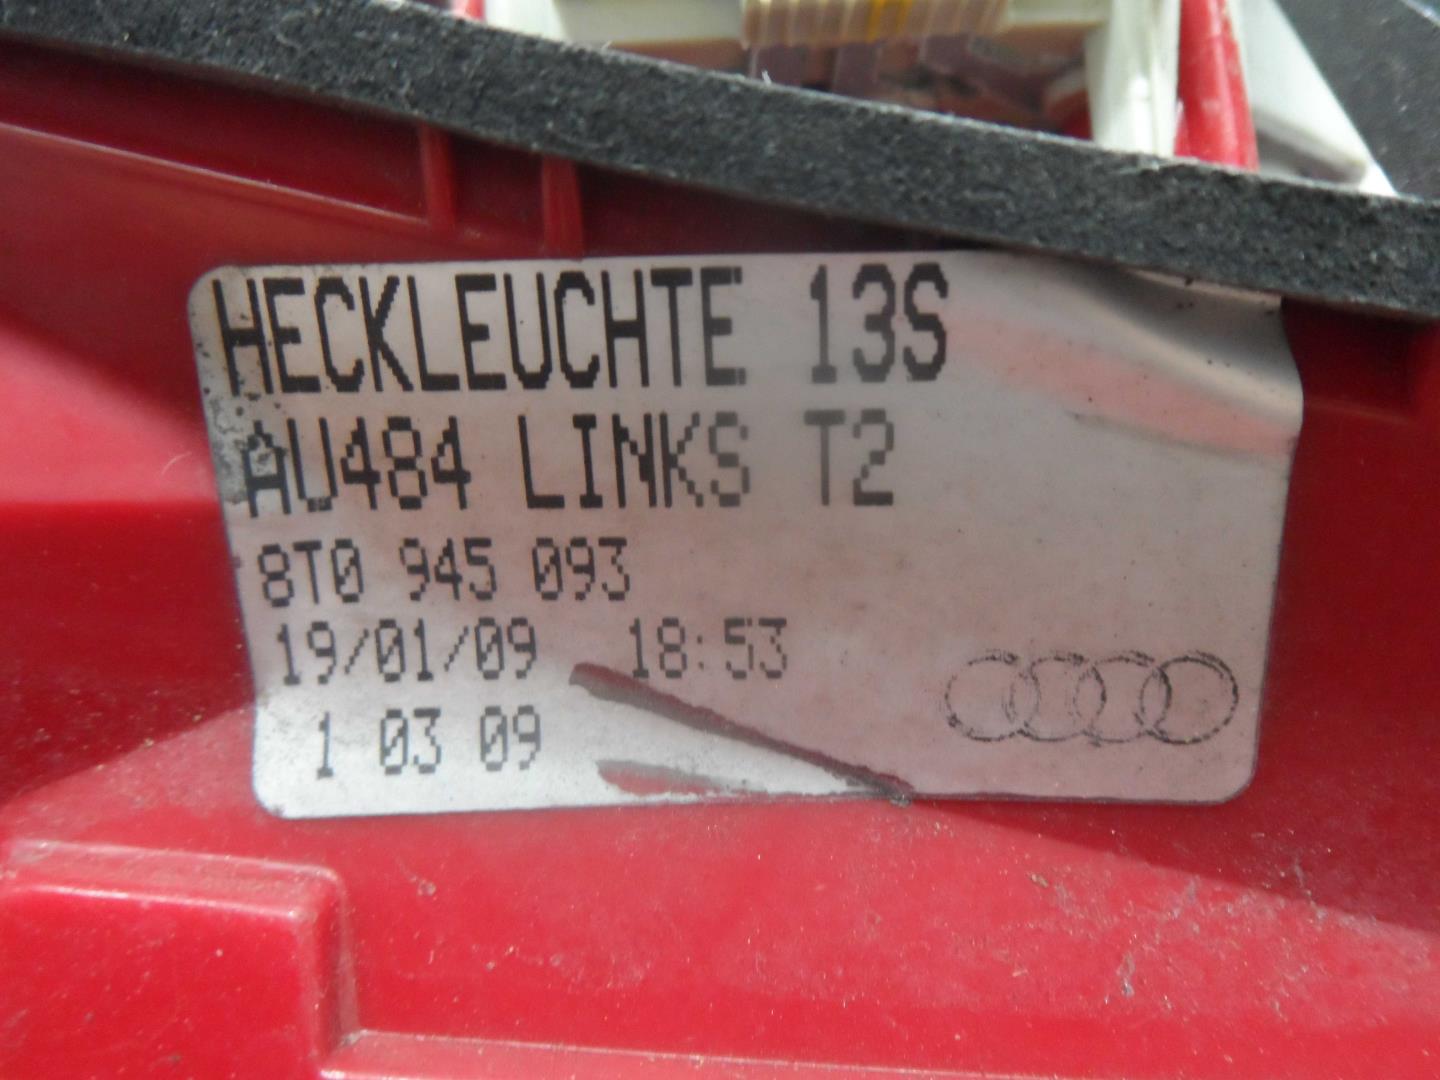 HECKLEUCHTE 13S
AU484 LINKS T2
8T0 945 093
19/01/09 18:53
1 03 09